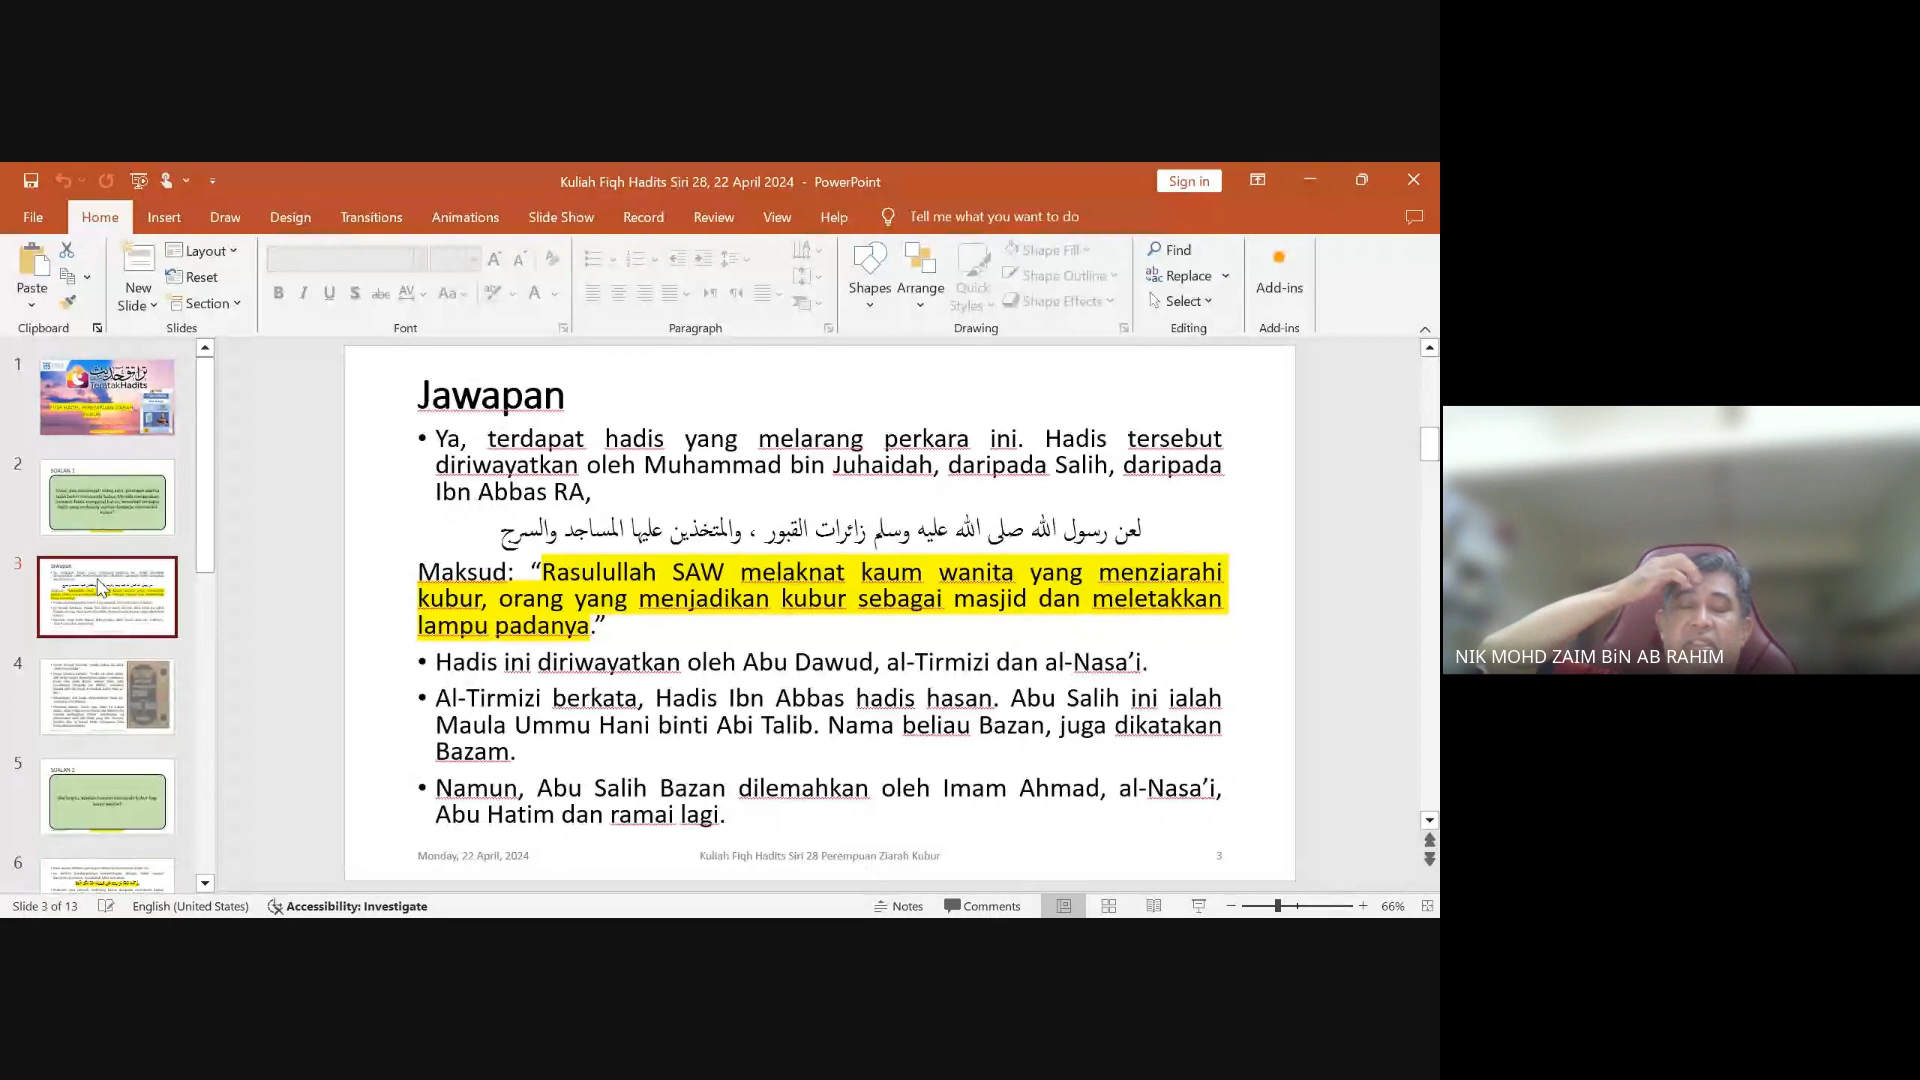 Kuliah Fiqh Hadits Siri 28, 22 April 2024 - PowerPoint
Sign in
File Home Insert Draw Design Transitions Animations Slide Show Record Review View Help Tell me what you want to do
Paste
Clipboard
New Slide
Layout
Reset
Section
Slides
Font
Paragraph
Shapes
Arrange
Quick Styles
Shape Fill
Shape Outline
Shape Effects
Drawing
Find
Replace
Select
Editing
Add-ins
Add-ins
1
TeratakHadits
2
3
4
5
6
Jawapan
• Ya, terdapat hadis yang melarang perkara ini. Hadis tersebut
diriwayatkan oleh Muhammad bin Juhaidah, daripada Salih, daripada
Ibn Abbas RA,
لعن رسول الله صلى الله عليه وسلم زائرات القبور ، والمتخذين عليها المساجد والسرح
Maksud: “Rasulullah SAW melaknat kaum wanita yang menziarahi
kubur, orang yang menjadikan kubur sebagai masjid dan meletakkan
lampu padanya.”
• Hadis ini diriwayatkan oleh Abu Dawud, al-Tirmizi dan al-Nasa’i.
• Al-Tirmizi berkata, Hadis Ibn Abbas hadis hasan. Abu Salih ini ialah
Maula Ummu Hani binti Abi Talib. Nama beliau Bazan, juga dikatakan
Bazam.
• Namun, Abu Salih Bazan dilemahkan oleh Imam Ahmad, al-Nasa’i,
Abu Hatim dan ramai lagi.
Monday, 22 April, 2024
Kuliah Fiqh Hadits Siri 28 Perempuan Ziarah Kubur
3
NIK MOHD ZAIM BiN AB RAHIM
Slide 3 of 13
English (United States)
Accessibility: Investigate
Notes
Comments
66%